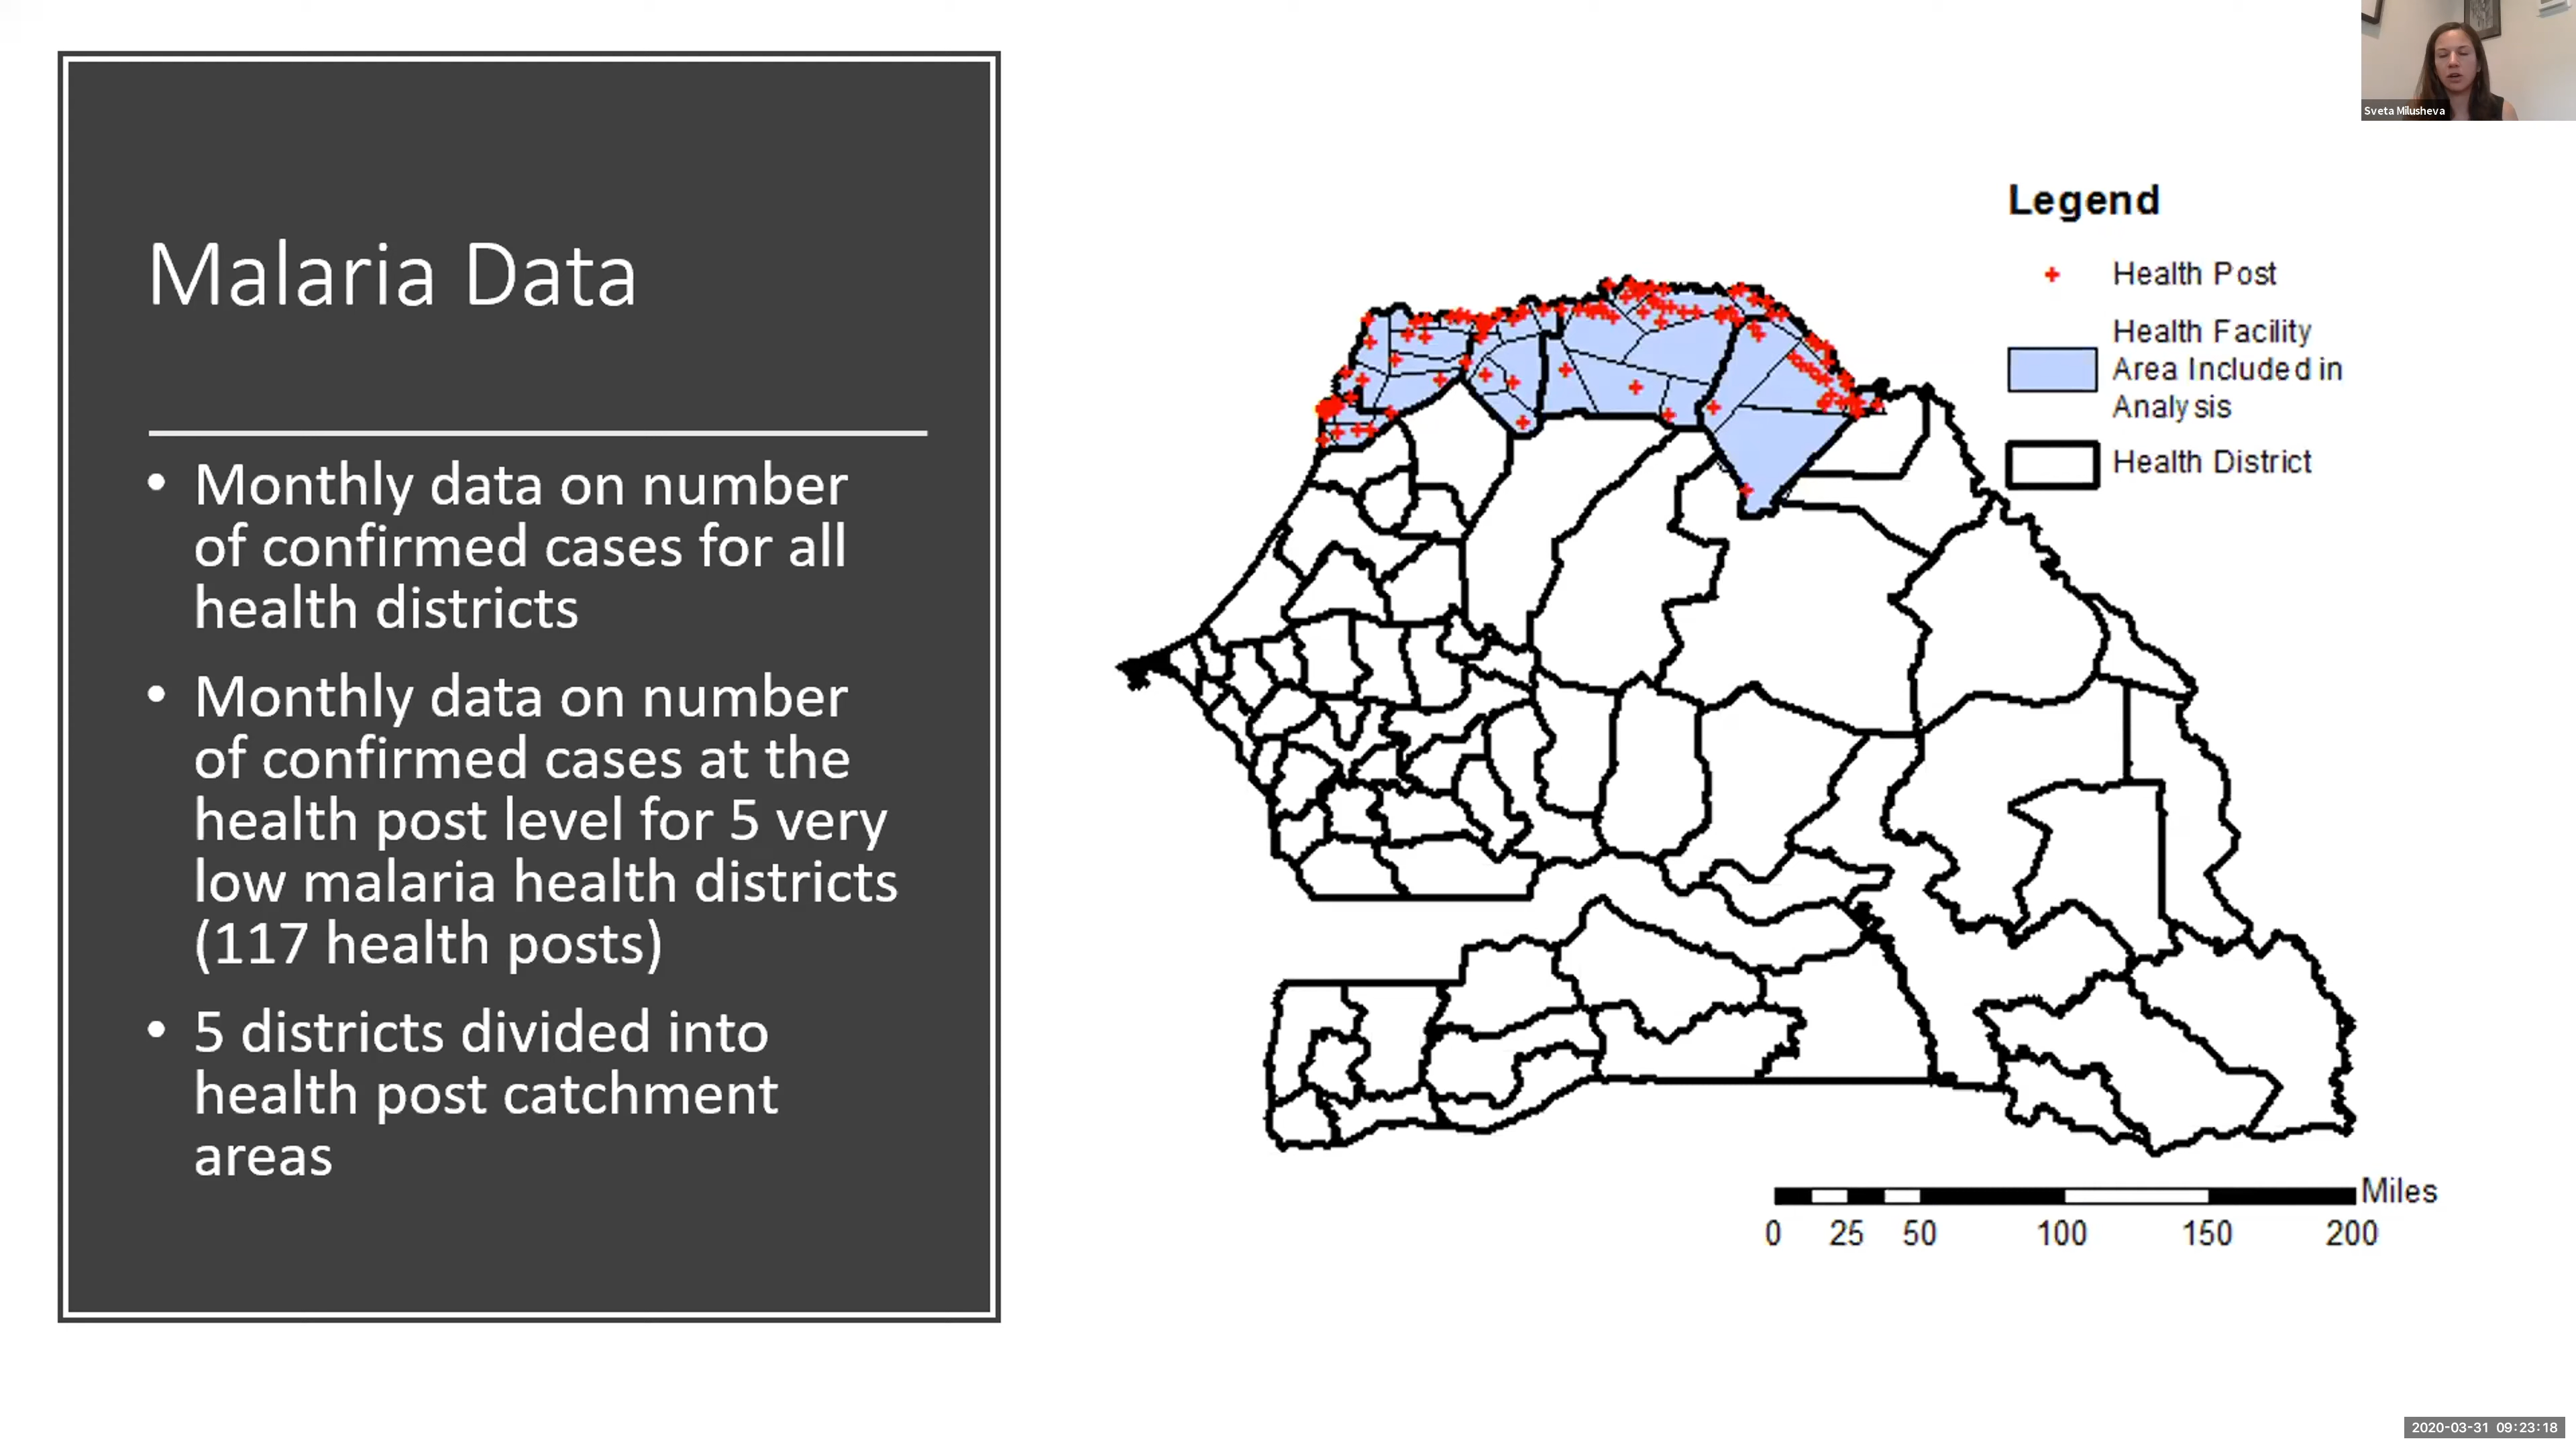 Malaria Data
• Monthly data on number
of confirmed cases for all
health districts
• Monthly data on number
of confirmed cases at the
health post level for 5 very
low malaria health districts
(117 health posts)
• 5 districts divided into
health post catchment
areas
Sveta Milusheva
Legend
Health Post
Health Facility
Area Included in
Analysis
Health District
Miles
0 25 50 100 150 200
2020-03-31 09:23:18